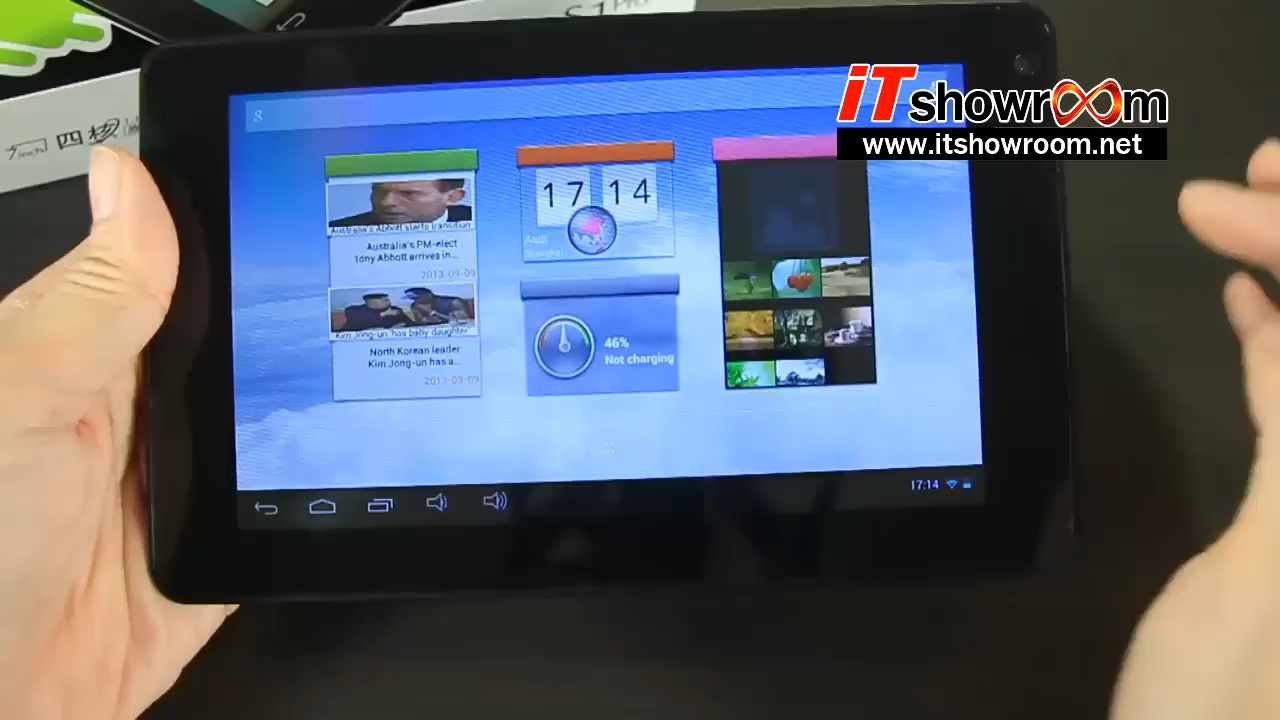 S1
iTshowroom
www.itshowroom.net
四核
17 14
Australia's Abbott starts transition
Australia's PM-elect
Tony Abbott arrives in...
2013-09-09
Kim Jong-un 'has baby daughter'
North Korean leader
Kim Jong-un has a...
2013-09-09
46%
Not charging
17:14